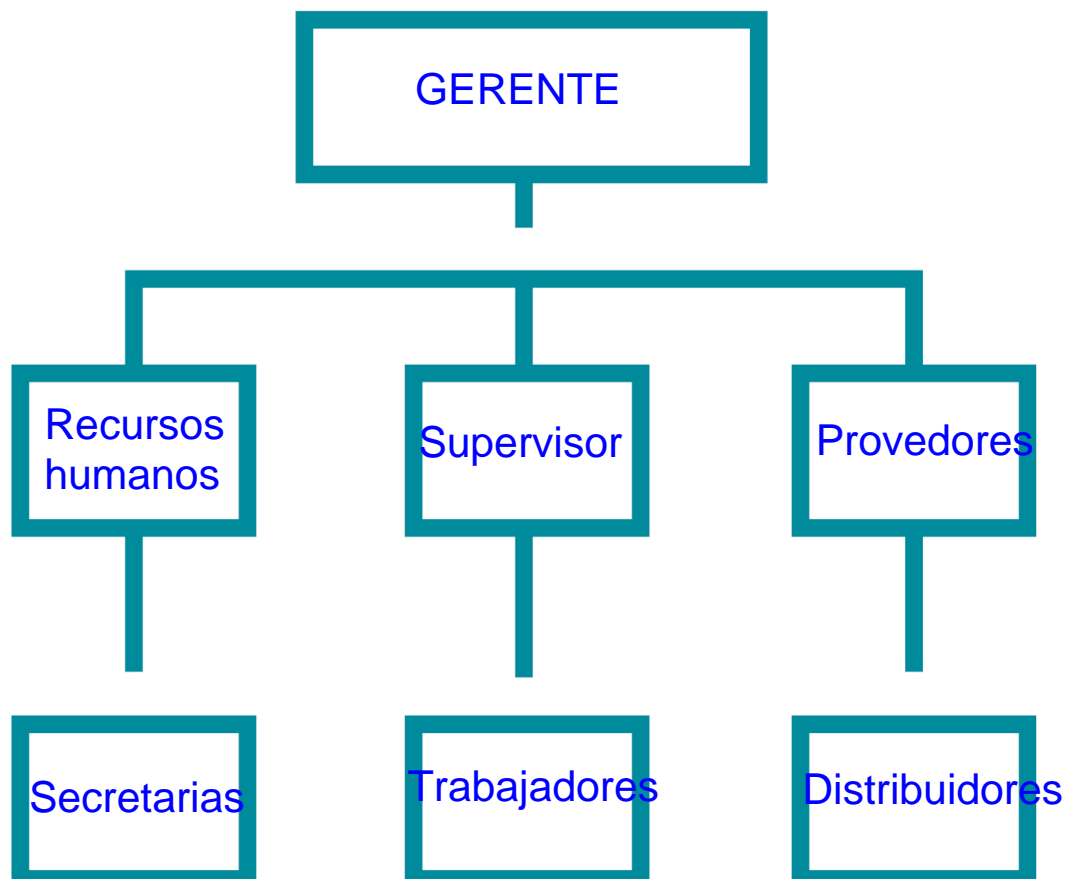 GERENTE
Recursos
humanos
Supervisor
Provedores
Secretarias
Trabajadores
Distribuidores